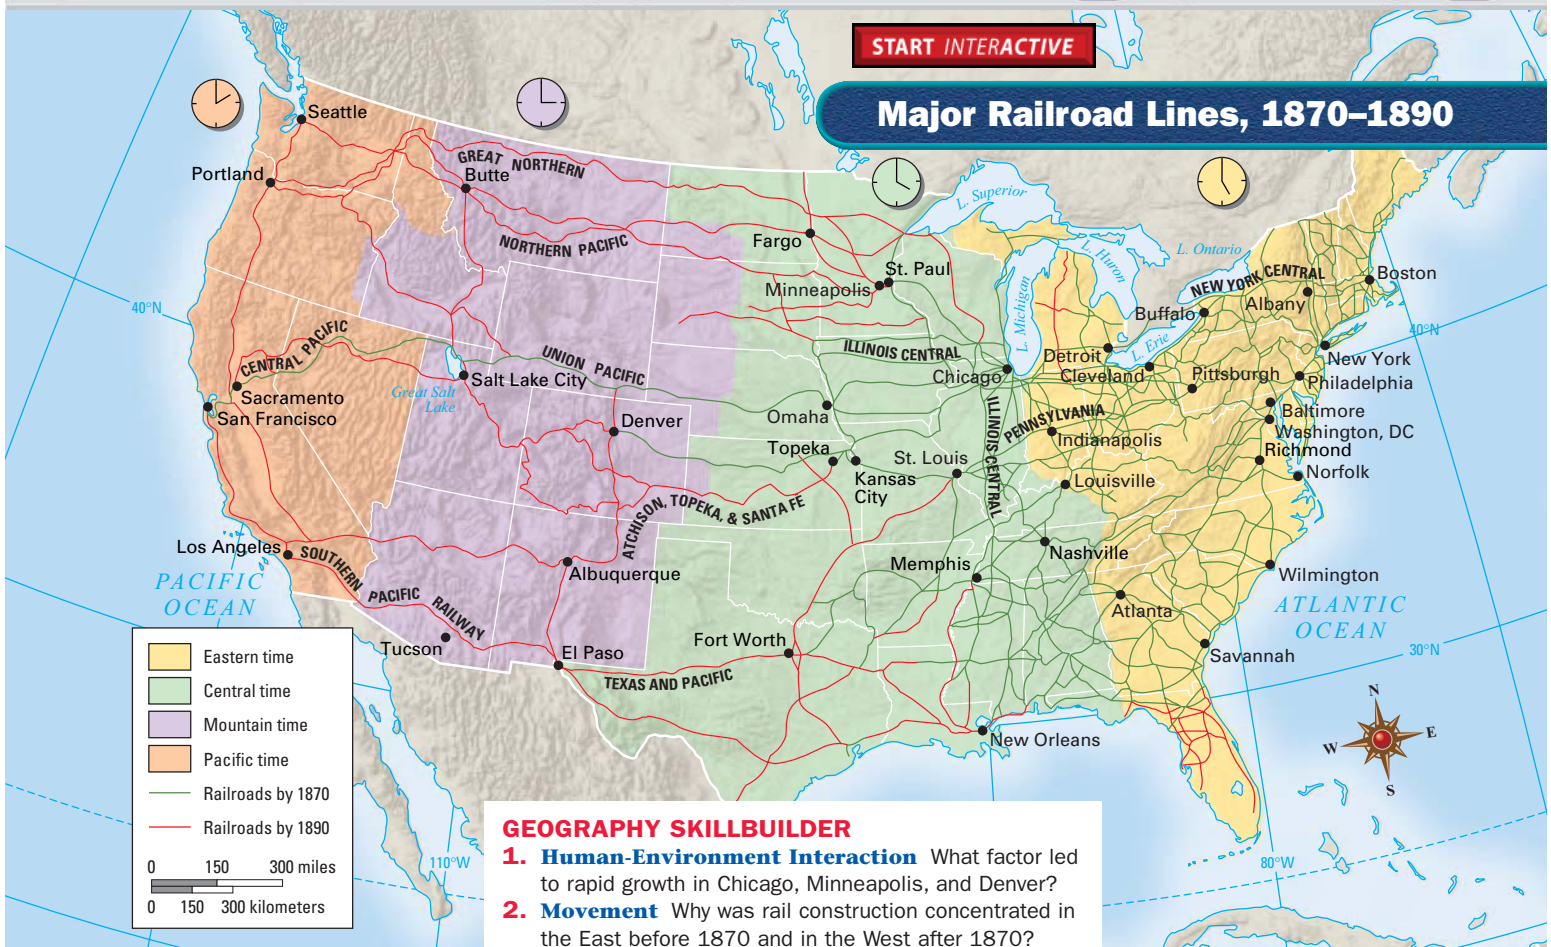 START INTERACTIVE
Major Railroad Lines, 1870–1890
Seattle
Portland
GREAT NORTHERN
Butte
NORTHERN PACIFIC
Fargo
St. Paul
Minneapolis
L. Superior
L. Michigan
L. Huron
L. Ontario
L. Erie
NEW YORK CENTRAL
Boston
Albany
Buffalo
40°N
40°N
Detroit
Cleveland
Pittsburgh
New York
Philadelphia
Baltimore
Washington, DC
Richmond
Norfolk
CENTRAL PACIFIC
Sacramento
San Francisco
Great Salt
Lake
Salt Lake City
UNION PACIFIC
Denver
ILLINOIS CENTRAL
Chicago
Omaha
Topeka
Kansas
City
St. Louis
ILLINOIS CENTRAL
PENNSYLVANIA
Indianapolis
Louisville
ATCHISON, TOPEKA, & SANTA FE
Los Angeles
SOUTHERN
PACIFIC
RAILWAY
PACIFIC
OCEAN
Albuquerque
Memphis
Nashville
Wilmington
Atlanta
ATLANTIC
OCEAN
Tucson
El Paso
Fort Worth
TEXAS AND PACIFIC
Savannah
30°N
New Orleans
N
W
E
S
Eastern time
Central time
Mountain time
Pacific time
Railroads by 1870
Railroads by 1890
0 150 300 miles
0 150 300 kilometers
110°W
80°W
GEOGRAPHY SKILLBUILDER
1. Human-Environment Interaction What factor led
to rapid growth in Chicago, Minneapolis, and Denver?
2. Movement Why was rail construction concentrated in
the East before 1870 and in the West after 1870?